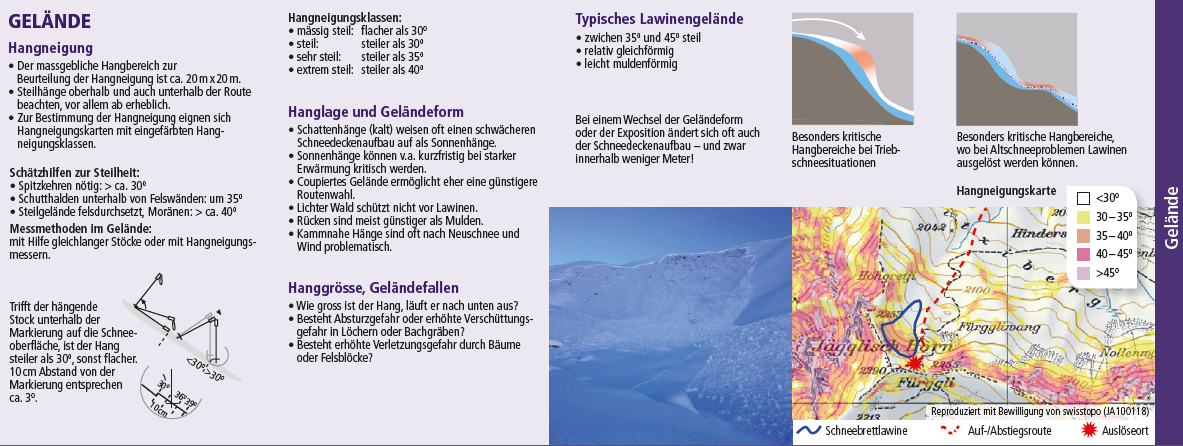 GELÄNDE
Hangneigung
• Der massgebliche Hangbereich zur
Beurteilung der Hangneigung ist ca. 20 m x 20 m.
• Steilhänge oberhalb und auch unterhalb der Route
beachten, vor allem ab erheblich.
• Zur Bestimmung der Hangneigung eignen sich
Hangneigungskarten mit eingefärbten Hang-
neigungsklassen.
Schätzhilfen zur Steilheit:
• Spitzkehren nötig: > ca. 30°
• Schutthalden unterhalb von Felswänden: um 35°
• Steilgelände felsdurchsetzt, Moränen: > ca. 40°
Messmethoden im Gelände:
mit Hilfe gleichlanger Stöcke oder mit Hangneigungs-
messern.
Trifft der hängende
Stock unterhalb der
Markierung auf die Schnee-
oberfläche, ist der Hang
steiler als 30°, sonst flacher.
10 cm Abstand von der
Markierung entsprechen
ca. 3°.
<30° >30°
30°
36° 39°
10cm
Hangneigungsklassen:
• mässig steil: flacher als 30°
• steil: steiler als 30°
• sehr steil: steiler als 35°
• extrem steil: steiler als 40°
Hanglage und Geländeform
• Schattenhänge (kalt) weisen oft einen schwächeren
Schneedeckenaufbau auf als Sonnenhänge.
• Sonnenhänge können v.a. kurzfristig bei starker
Erwärmung kritisch werden.
• Coupiertes Gelände ermöglicht eher eine günstigere
Routenwahl.
• Lichter Wald schützt nicht vor Lawinen.
• Rücken sind meist günstiger als Mulden.
• Kammnahe Hänge sind oft nach Neuschnee und
Wind problematisch.
Hanggrösse, Geländefallen
• Wie gross ist der Hang, läuft er nach unten aus?
• Besteht Absturzgefahr oder erhöhte Verschüttungs-
gefahr in Löchern oder Bachgräben?
• Besteht erhöhte Verletzungsgefahr durch Bäume
oder Felsblöcke?
Typisches Lawinengelände
• zwichen 35° und 45° steil
• relativ gleichförmig
• leicht muldenförmig
Bei einem Wechsel der Geländeform
oder der Exposition ändert sich oft auch
der Schneedeckenaufbau – und zwar
innerhalb weniger Meter!
Besonders kritische
Hangbereiche bei Trieb-
schneesituationen
Besonders kritische Hangbereiche,
wo bei Altschneeproblemen Lawinen
ausgelöst werden können.
Hangneigungskarte
<30°
30–35°
35–40°
40–45°
>45°
2042
Hinders
Höhgretji
2100
2257
Fürggliwang
Jägglisch Horn
2290
Fürggli
2213
Reproduziert mit Bewilligung von swisstopo (JA100118)
Schneebrettlawine
Auf-/Abstiegsroute
Auslöseort
Gelände